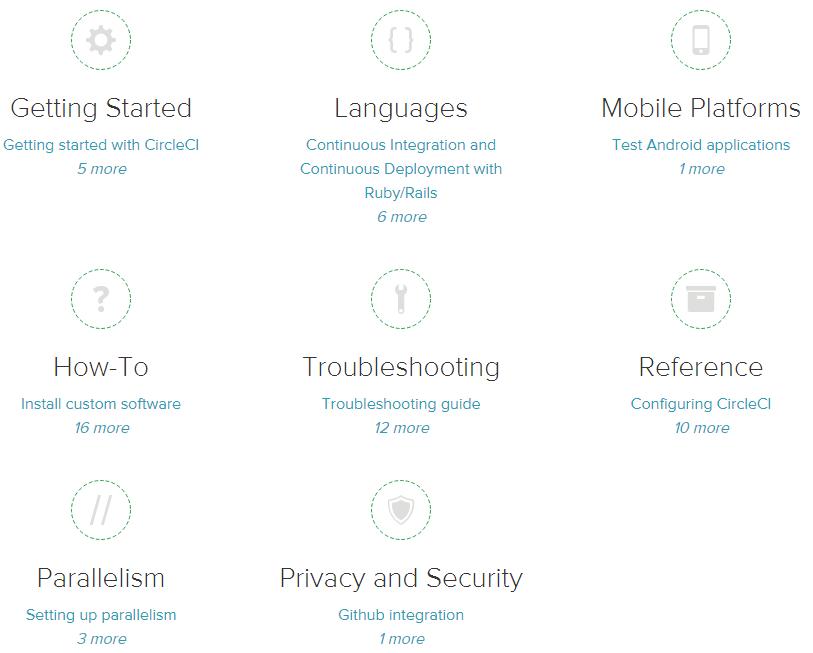 Getting Started
Getting started with CircleCI
5 more
Languages
Continuous Integration and
Continuous Deployment with
Ruby/Rails
6 more
Mobile Platforms
Test Android applications
1 more
How-To
Install custom software
16 more
Troubleshooting
Troubleshooting guide
12 more
Reference
Configuring CircleCI
10 more
Parallelism
Setting up parallelism
3 more
Privacy and Security
Github integration
1 more